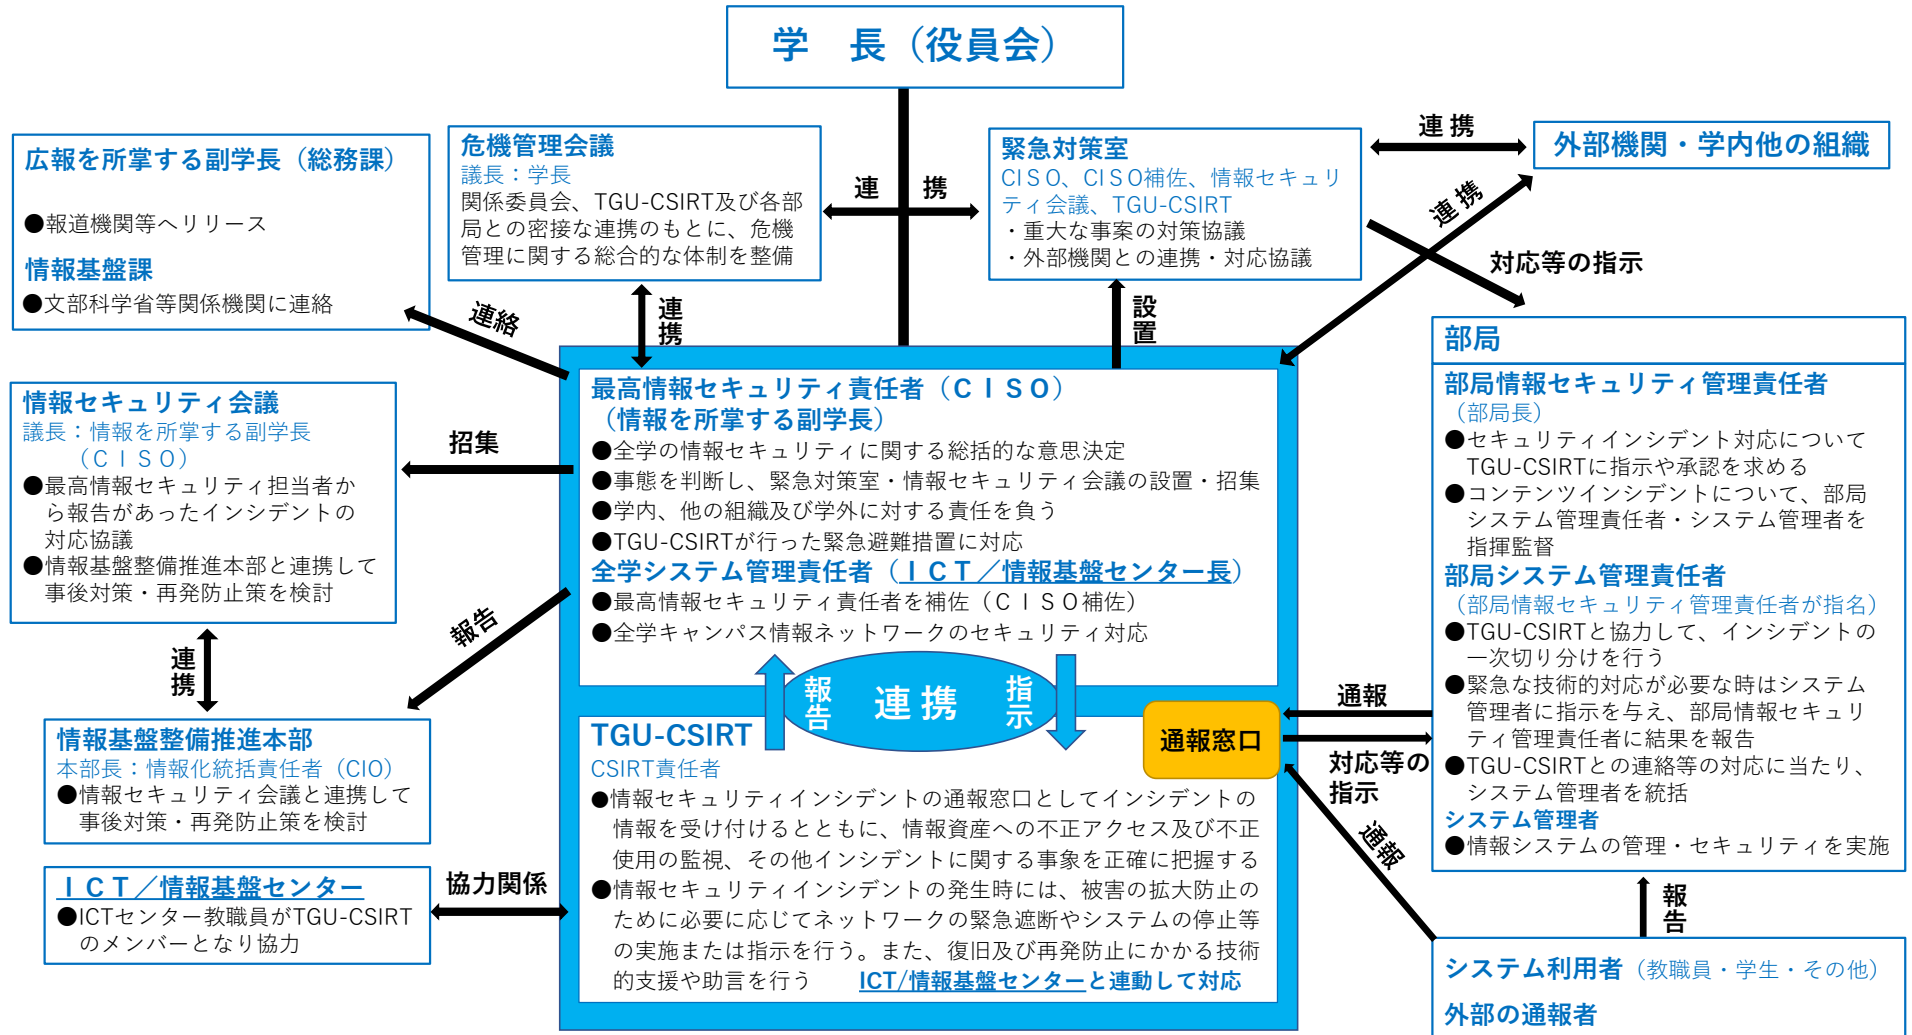 学　長（役員会）
広報を所掌する副学長（総務課）
●報道機関等へリリース
情報基盤課
●文部科学省等関係機関に連絡
危機管理会議
議長：学長
関係委員会、TGU-CSIRT及び各部
局との密接な連携のもとに、危機
管理に関する総合的な体制を整備
連　携
緊急対策室
CISO、CISO補佐、情報セキュリ
ティ会議、TGU-CSIRT
・重大な事案の対策協議
・外部機関との連携・対応協議
連携
外部機関・学内他の組織
連携
対応等の指示
連絡
連携
設置
情報セキュリティ会議
議長：情報を所掌する副学長
（ＣＩＳＯ）
●最高情報セキュリティ担当者か
ら報告があったインシデントの
対応協議
●情報基盤整備推進本部と連携して
事後対策・再発防止策を検討
招集
報告
連携
情報基盤整備推進本部
本部長：情報化統括責任者（CIO）
●情報セキュリティ会議と連携して
事後対策・再発防止策を検討
ＩＣＴ／情報基盤センター
●ICTセンター教職員がTGU-CSIRT
のメンバーとなり協力
協力関係
最高情報セキュリティ責任者（ＣＩＳＯ）
（情報を所掌する副学長）
●全学の情報セキュリティに関する総括的な意思決定
●事態を判断し、緊急対策室・情報セキュリティ会議の設置・招集
●学内、他の組織及び学外に対する責任を負う
●TGU-CSIRTが行った緊急避難措置に対応
全学システム管理責任者（ＩＣＴ／情報基盤センター長）
●最高情報セキュリティ責任者を補佐（ＣＩＳＯ補佐）
●全学キャンパス情報ネットワークのセキュリティ対応
報告
連携
指示
TGU-CSIRT
CSIRT責任者
●情報セキュリティインシデントの通報窓口としてインシデントの
情報を受け付けるとともに、情報資産への不正アクセス及び不正
使用の監視、その他インシデントに関する事象を正確に把握する
●情報セキュリティインシデントの発生時には、被害の拡大防止の
ために必要に応じてネットワークの緊急遮断やシステムの停止等
の実施または指示を行う。また、復旧及び再発防止にかかる技術
的支援や助言を行う　ICT/情報基盤センターと連動して対応
通報窓口
通報
対応等の
指示
通報
部局
部局情報セキュリティ管理責任者
（部局長）
●セキュリティインシデント対応について
TGU-CSIRTに指示や承認を求める
●コンテンツインシデントについて、部局
システム管理責任者・システム管理者を
指揮監督
部局システム管理責任者
（部局情報セキュリティ管理責任者が指名）
●TGU-CSIRTと協力して、インシデントの
一次切り分けを行う
●緊急な技術的対応が必要な時はシステム
管理者に指示を与え、部局情報セキュリ
ティ管理責任者に結果を報告
●TGU-CSIRTとの連絡等の対応に当たり、
システム管理者を統括
システム管理者
●情報システムの管理・セキュリティを実施
報告
システム利用者（教職員・学生・その他）
外部の通報者